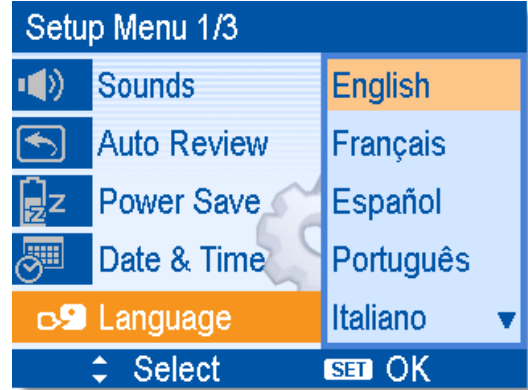 Setup Menu 1/3
Sounds
Auto Review
Power Save
Date & Time
Language
English
Français
Español
Português
Italiano
Select
SET OK